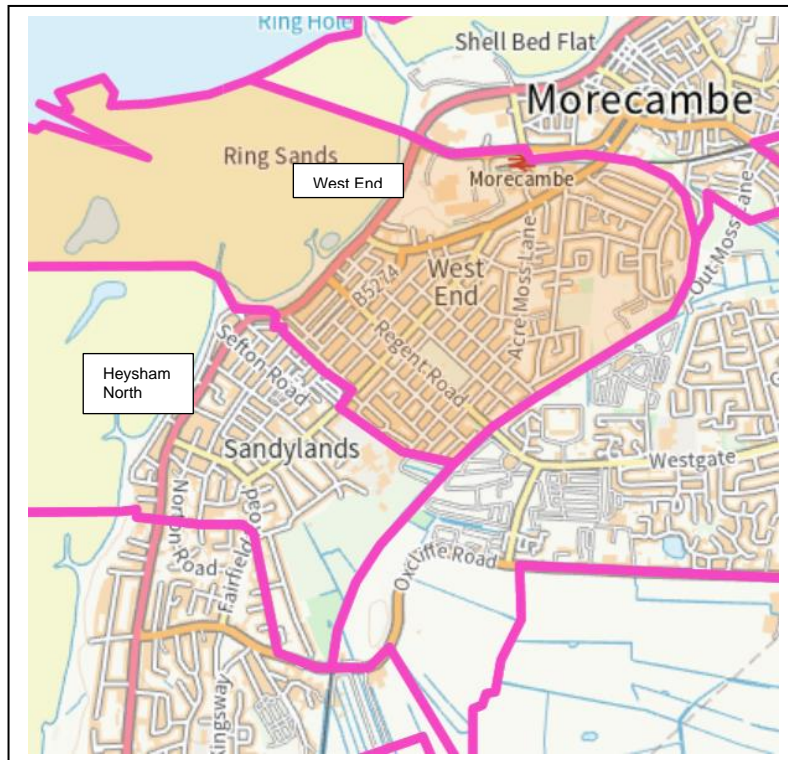 Ring Hole
Shell Bed Flat
Morecambe
Ring Sands
West End
Morecambe
Out Moss Lane
West
End
Acre Moss Lane
B5274
Regent Road
Sefton Road
Heysham
North
Sandylands
Westgate
Norton Road
Fairfield Road
Oxcliffe Road
kingsway